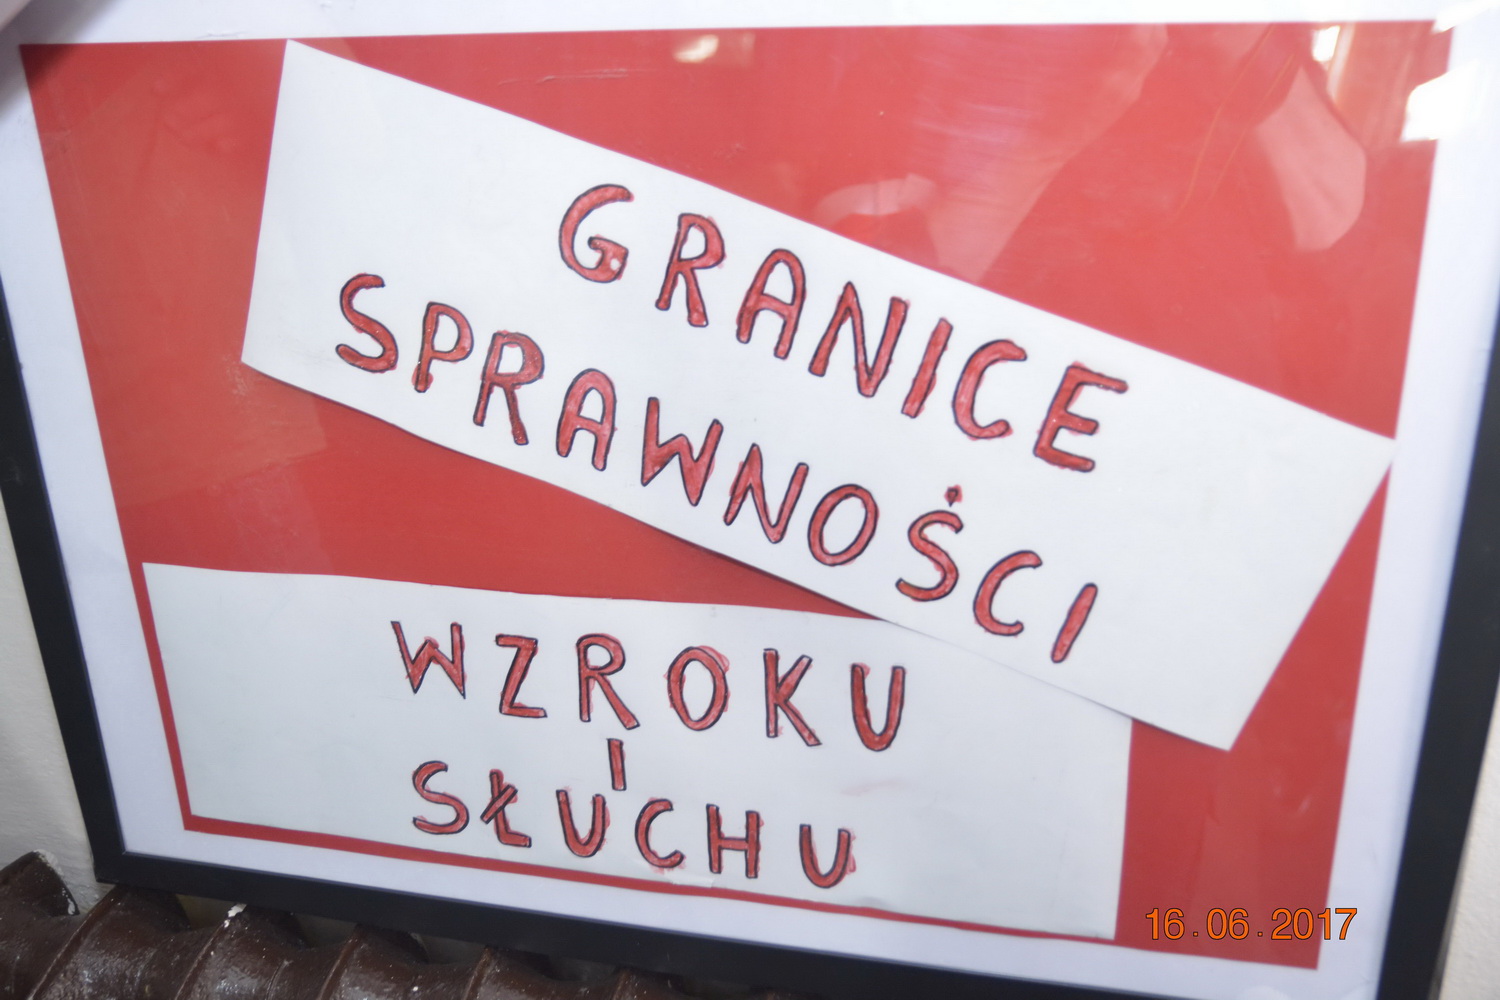 GRANICE
SPRAWNOŚCI
WZROKU
I
SŁUCHU
16.06.2017